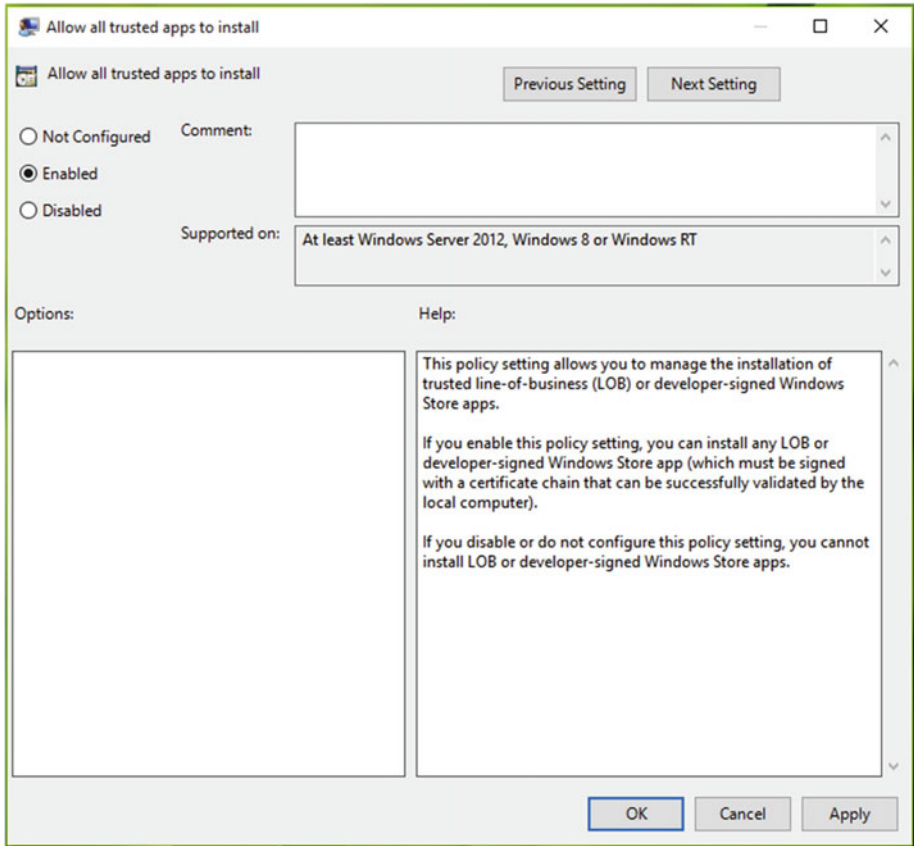 Allow all trusted apps to install
Allow all trusted apps to install
Previous Setting
Next Setting
Not Configured
Enabled
Disabled
Comment:
Supported on:
At least Windows Server 2012, Windows 8 or Windows RT
Options:
Help:
This policy setting allows you to manage the installation of
trusted line-of-business (LOB) or developer-signed Windows
Store apps.
If you enable this policy setting, you can install any LOB or
developer-signed Windows Store app (which must be signed
with a certificate chain that can be successfully validated by the
local computer).
If you disable or do not configure this policy setting, you cannot
install LOB or developer-signed Windows Store apps.
OK
Cancel
Apply